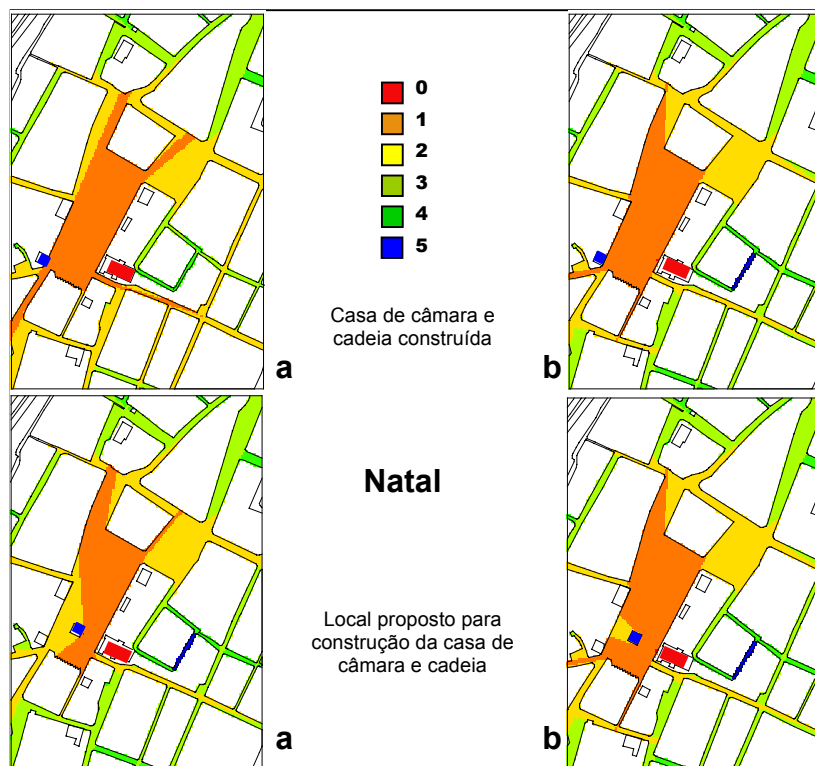 0
1
2
3
4
5
Casa de câmara e
cadeia construída
a
b
Natal
Local proposto para
construção da casa de
câmara e cadeia
a
b